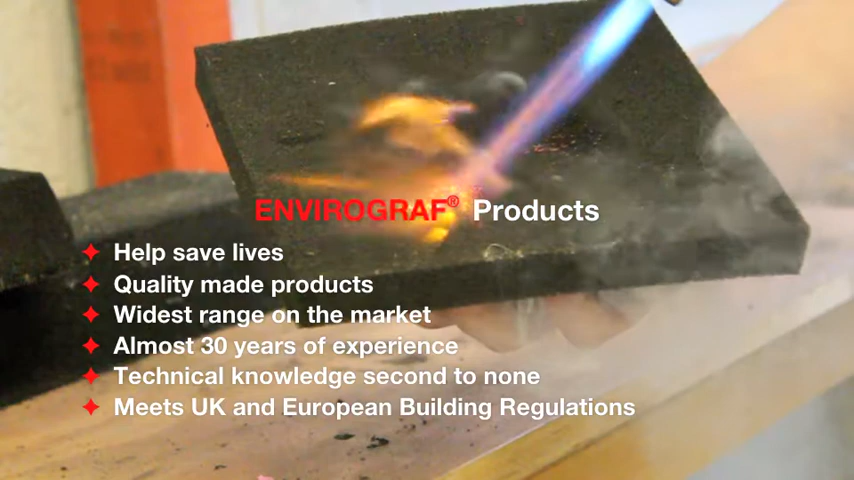 ENVIROGRAF® Products
✦ Help save lives
✦ Quality made products
✦ Widest range on the market
✦ Almost 30 years of experience
✦ Technical knowledge second to none
✦ Meets UK and European Building Regulations